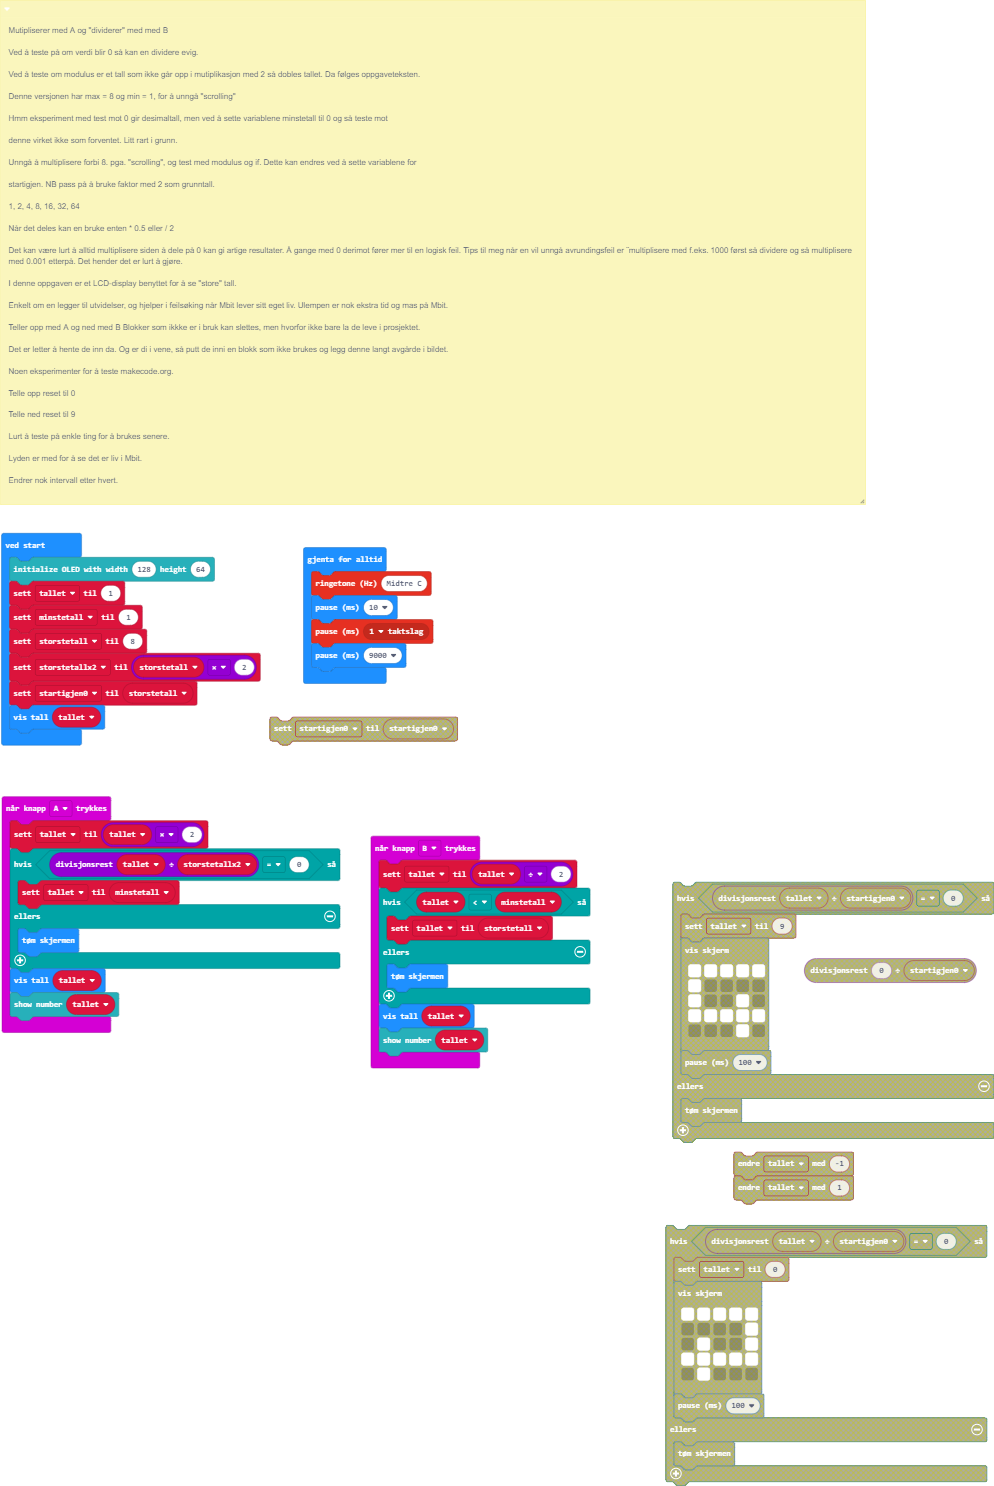 Mutipliserer med A og "dividerer" med med B
Ved å teste på om verdi blir 0 så kan en dividere evig.
Ved å teste om modulus er et tall som ikke går opp i mutiplikasjon med 2 så dobles tallet. Da følges oppgaveteksten.
Denne versjonen har max = 8 og min = 1, for å unngå "scrolling"
Hmm eksperiment med test mot 0 gir desimaltall, men ved å sette variablene minstetall til 0 og så teste mot
denne virket ikke som forventet. Litt rart i grunn.
Unngå å multiplisere forbi 8. pga. "scrolling", og test med modulus og if. Dette kan endres ved å sette variablene for
startigjen. NB pass på å bruke faktor med 2 som grunntall.
1, 2, 4, 8, 16, 32, 64
Når det deles kan en bruke enten * 0.5 eller / 2
Det kan være lurt å alltid multiplisere siden å dele på 0 kan gi artige resultater. Å gange med 0 derimot fører mer til en logisk feil. Tips til meg når en vil unngå avrundingsfeil er ¨multiplisere med f.eks. 1000 først så dividere og så multiplisere
med 0.001 etterpå. Det hender det er lurt å gjøre.
I denne oppgaven er et LCD-display benyttet for å se "store" tall.
Enkelt om en legger til utvidelser, og hjelper i feilsøking når Mbit lever sitt eget liv. Ulempen er nok ekstra tid og mas på Mbit.
Teller opp med A og ned med B Blokker som ikkke er i bruk kan slettes, men hvorfor ikke bare la de leve i prosjektet.
Det er letter å hente de inn da. Og er di i vene, så putt de inni en blokk som ikke brukes og legg denne langt avgårde i bildet.
Noen eksperimenter for å teste makecode.org.
Telle opp reset til 0
Telle ned reset til 9
Lurt å teste på enkle ting for å brukes senere.
Lyden er med for å se det er liv i Mbit.
Endrer nok intervall etter hvert.
ved start
initialize OLED with width 128 height 64
sett tallet til 1
sett minstetall til 1
sett storstetall til 8
sett storstetallx2 til storstetall × 2
sett startigjen0 til storstetall
vis tall tallet
gjenta for alltid
ringetone (Hz) Midtre C
pause (ms) 10
pause (ms) 1 taktslag
pause (ms) 9000
sett startigjen0 til startigjen0
når knapp A trykkes
sett tallet til tallet × 2
hvis divisjonsrest tallet ÷ storstetallx2 = 0 så
sett tallet til minstetall
ellers
tøm skjermen
vis tall tallet
show number tallet
når knapp B trykkes
sett tallet til tallet ÷ 2
hvis tallet < minstetall så
sett tallet til storstetall
ellers
tøm skjermen
vis tall tallet
show number tallet
hvis divisjonsrest tallet ÷ startigjen0 = 0 så
sett tallet til 9
vis skjerm
divisjonsrest 0 ÷ startigjen0
pause (ms) 100
ellers
tøm skjermen
endre tallet med -1
endre tallet med 1
hvis divisjonsrest tallet ÷ startigjen0 = 0 så
sett tallet til 0
vis skjerm
pause (ms) 100
ellers
tøm skjermen